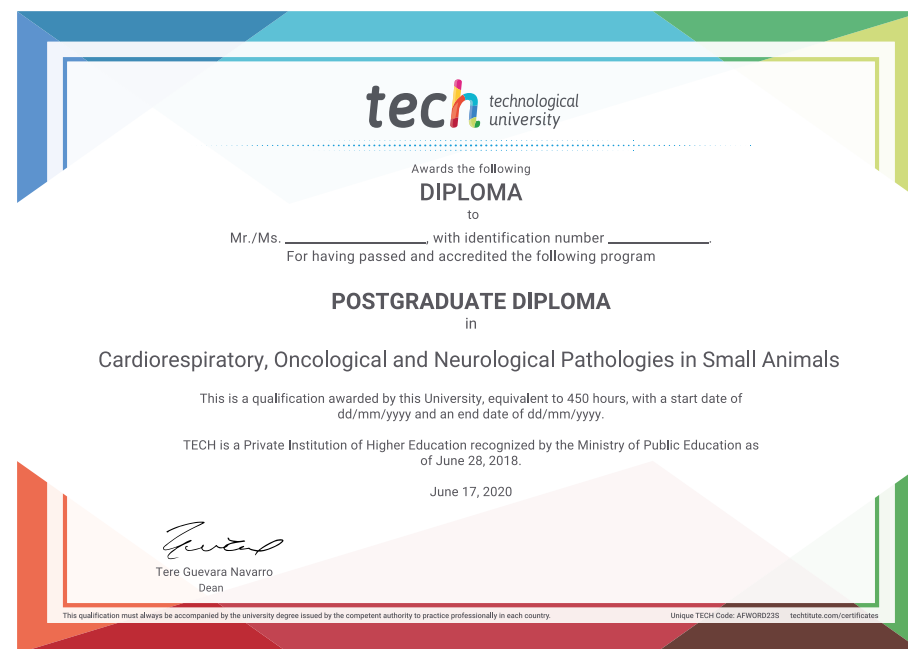 tech technological
university
Awards the following
DIPLOMA
to
Mr./Ms. ____________, with identification number ____________.
For having passed and accredited the following program
POSTGRADUATE DIPLOMA
in
Cardiorespiratory, Oncological and Neurological Pathologies in Small Animals
This is a qualification awarded by this University, equivalent to 450 hours, with a start date of
dd/mm/yyyy and an end date of dd/mm/yyyy.
TECH is a Private Institution of Higher Education recognized by the Ministry of Public Education as
of June 28, 2018.
June 17, 2020
Tere Guevara Navarro
Dean
This qualification must always be accompanied by the university degree issued by the competent authority to practice professionally in each country. Unique TECH Code: AFWORD23S techtitute.com/certificates